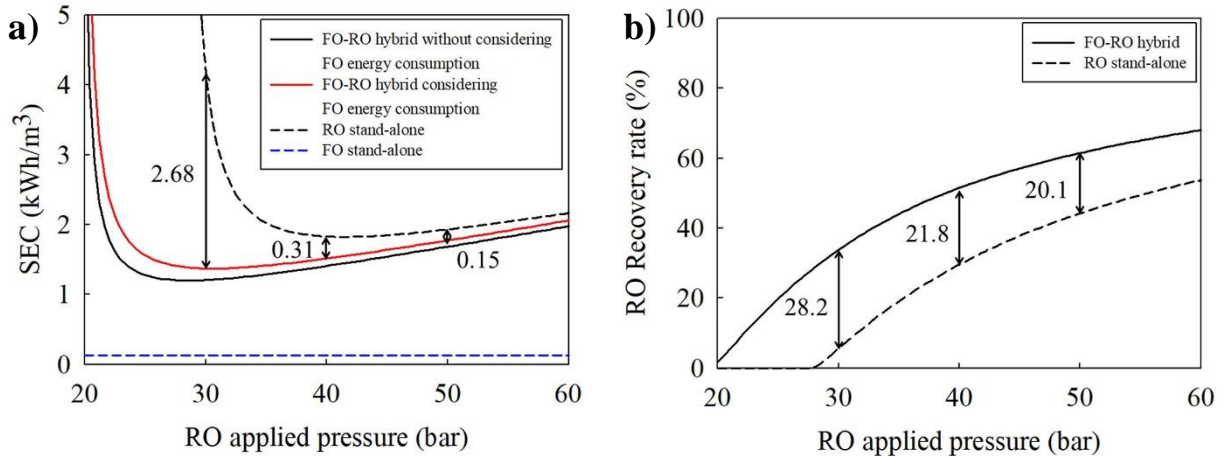 a)
SEC (kWh/m³)
5
4
3
2
1
0
FO-RO hybrid without considering
FO energy consumption
FO-RO hybrid considering
FO energy consumption
RO stand-alone
FO stand-alone
2.68
0.31
0.15
20 30 40 50 60
RO applied pressure (bar)
b)
RO Recovery rate (%)
100
80
60
40
20
0
FO-RO hybrid
RO stand-alone
28.2
21.8
20.1
20 30 40 50 60
RO applied pressure (bar)